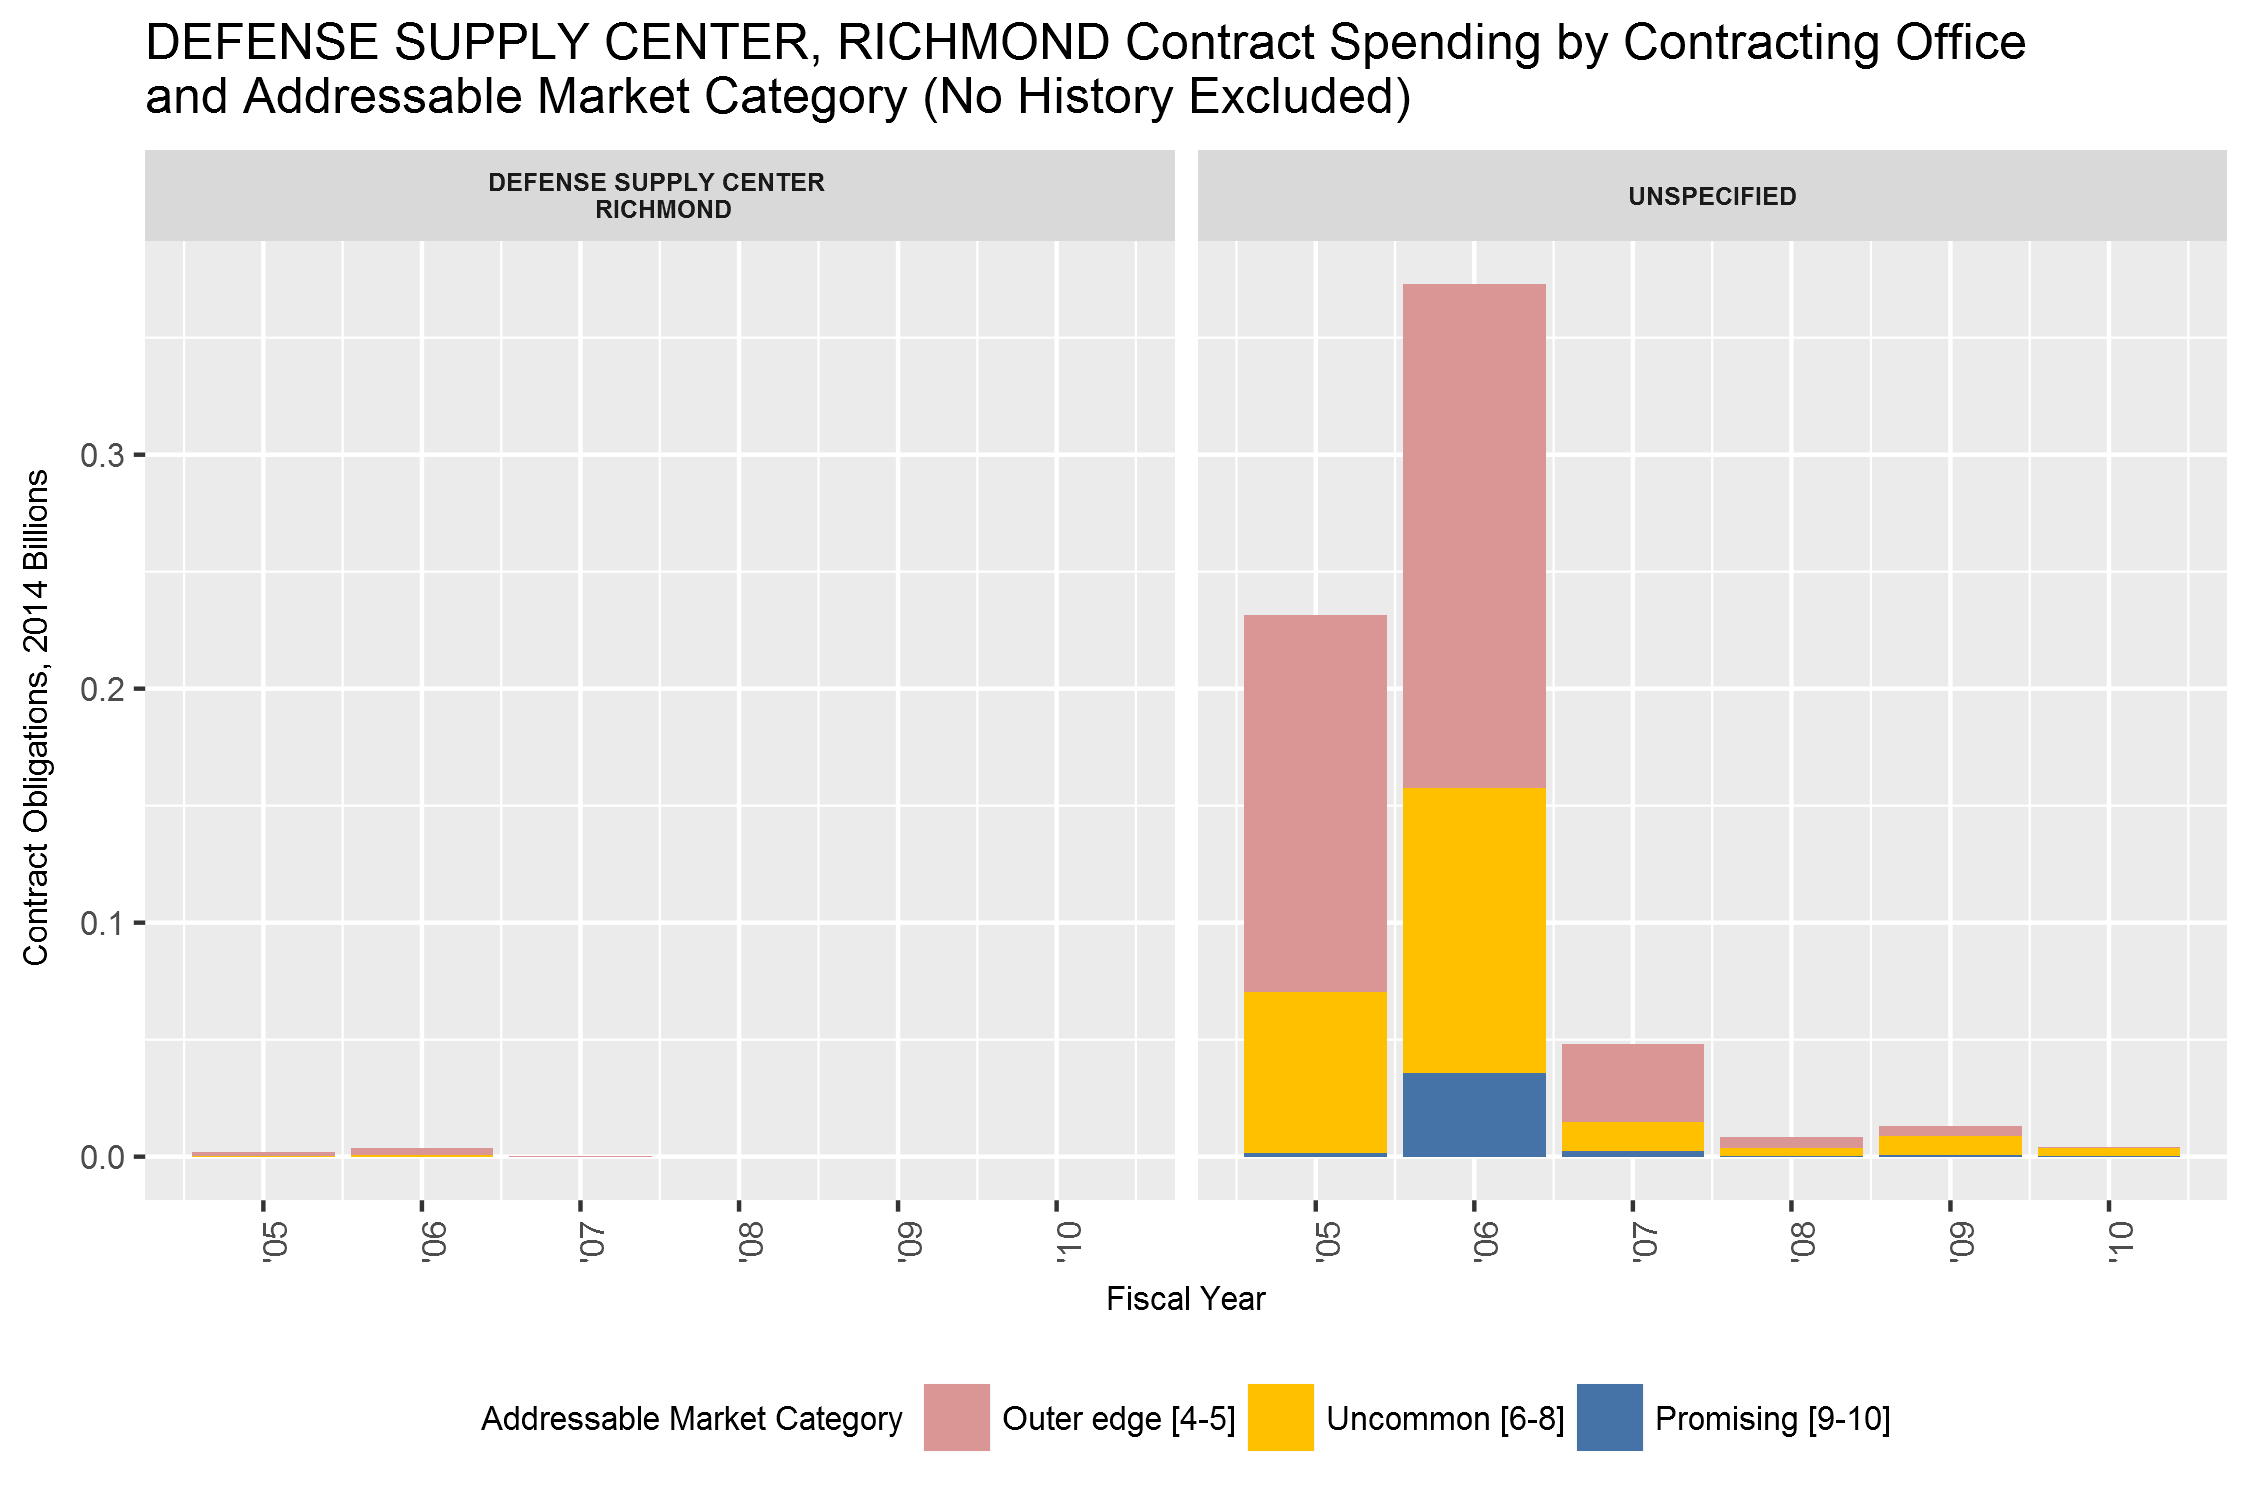 DEFENSE SUPPLY CENTER, RICHMOND Contract Spending by Contracting Office
and Addressable Market Category (No History Excluded)
DEFENSE SUPPLY CENTER
RICHMOND
UNSPECIFIED
Contract Obligations, 2014 Billions
0.3
0.2
0.1
0.0
'05
'06
'07
'08
'09
'10
'05
'06
'07
'08
'09
'10
Fiscal Year
Addressable Market Category
Outer edge [4-5]
Uncommon [6-8]
Promising [9-10]